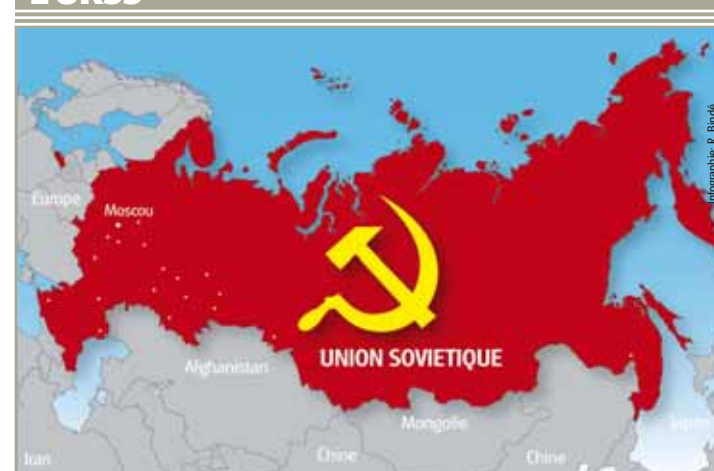 L'URSS
Infographie: R. Bindé
Europe
Moscou
Afghanistan
UNION SOVIETIQUE
Mongolie
Japon
Iran
Chine
Chine